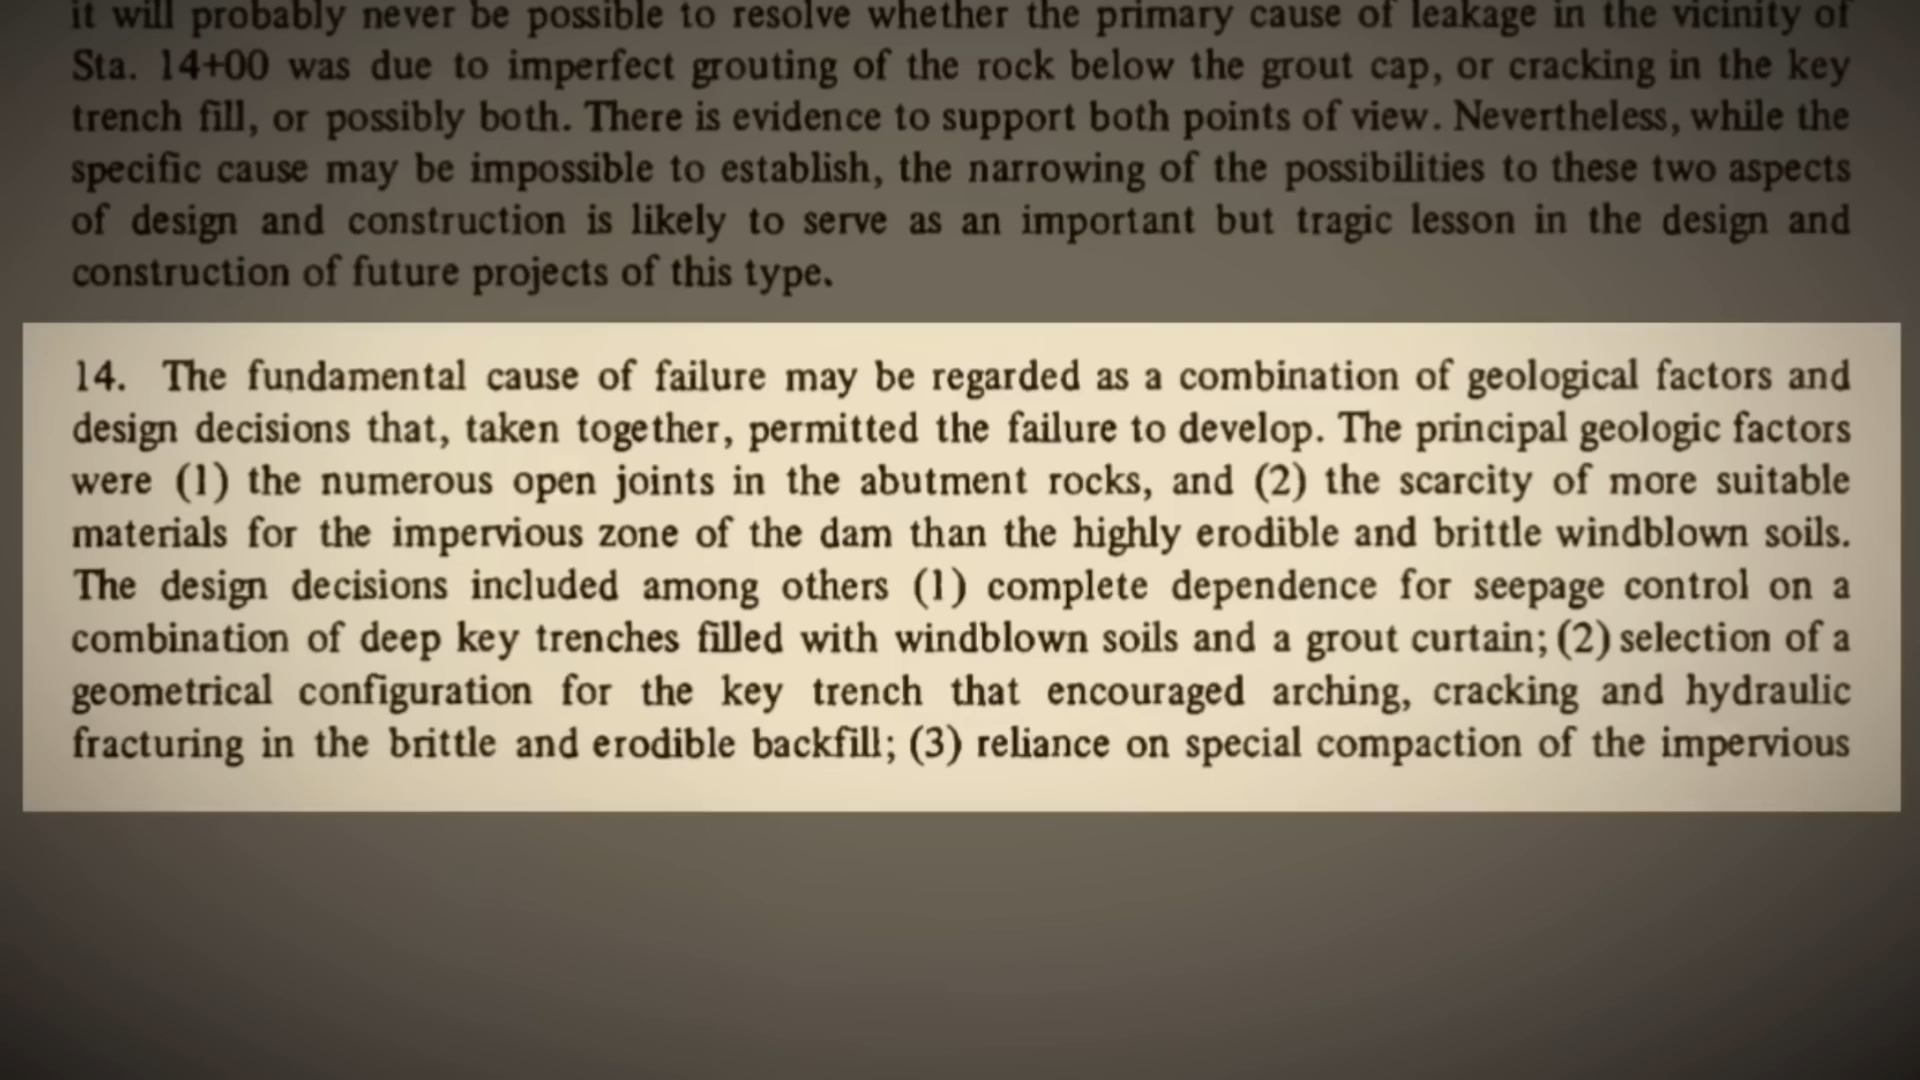 it will probably never be possible to resolve whether the primary cause of leakage in the vicinity of
Sta. 14+00 was due to imperfect grouting of the rock below the grout cap, or cracking in the key
trench fill, or possibly both. There is evidence to support both points of view. Nevertheless, while the
specific cause may be impossible to establish, the narrowing of the possibilities to these two aspects
of design and construction is likely to serve as an important but tragic lesson in the design and
construction of future projects of this type.
14. The fundamental cause of failure may be regarded as a combination of geological factors and
design decisions that, taken together, permitted the failure to develop. The principal geologic factors
were (1) the numerous open joints in the abutment rocks, and (2) the scarcity of more suitable
materials for the impervious zone of the dam than the highly erodible and brittle windblown soils.
The design decisions included among others (1) complete dependence for seepage control on a
combination of deep key trenches filled with windblown soils and a grout curtain; (2) selection of a
geometrical configuration for the key trench that encouraged arching, cracking and hydraulic
fracturing in the brittle and erodible backfill; (3) reliance on special compaction of the impervious